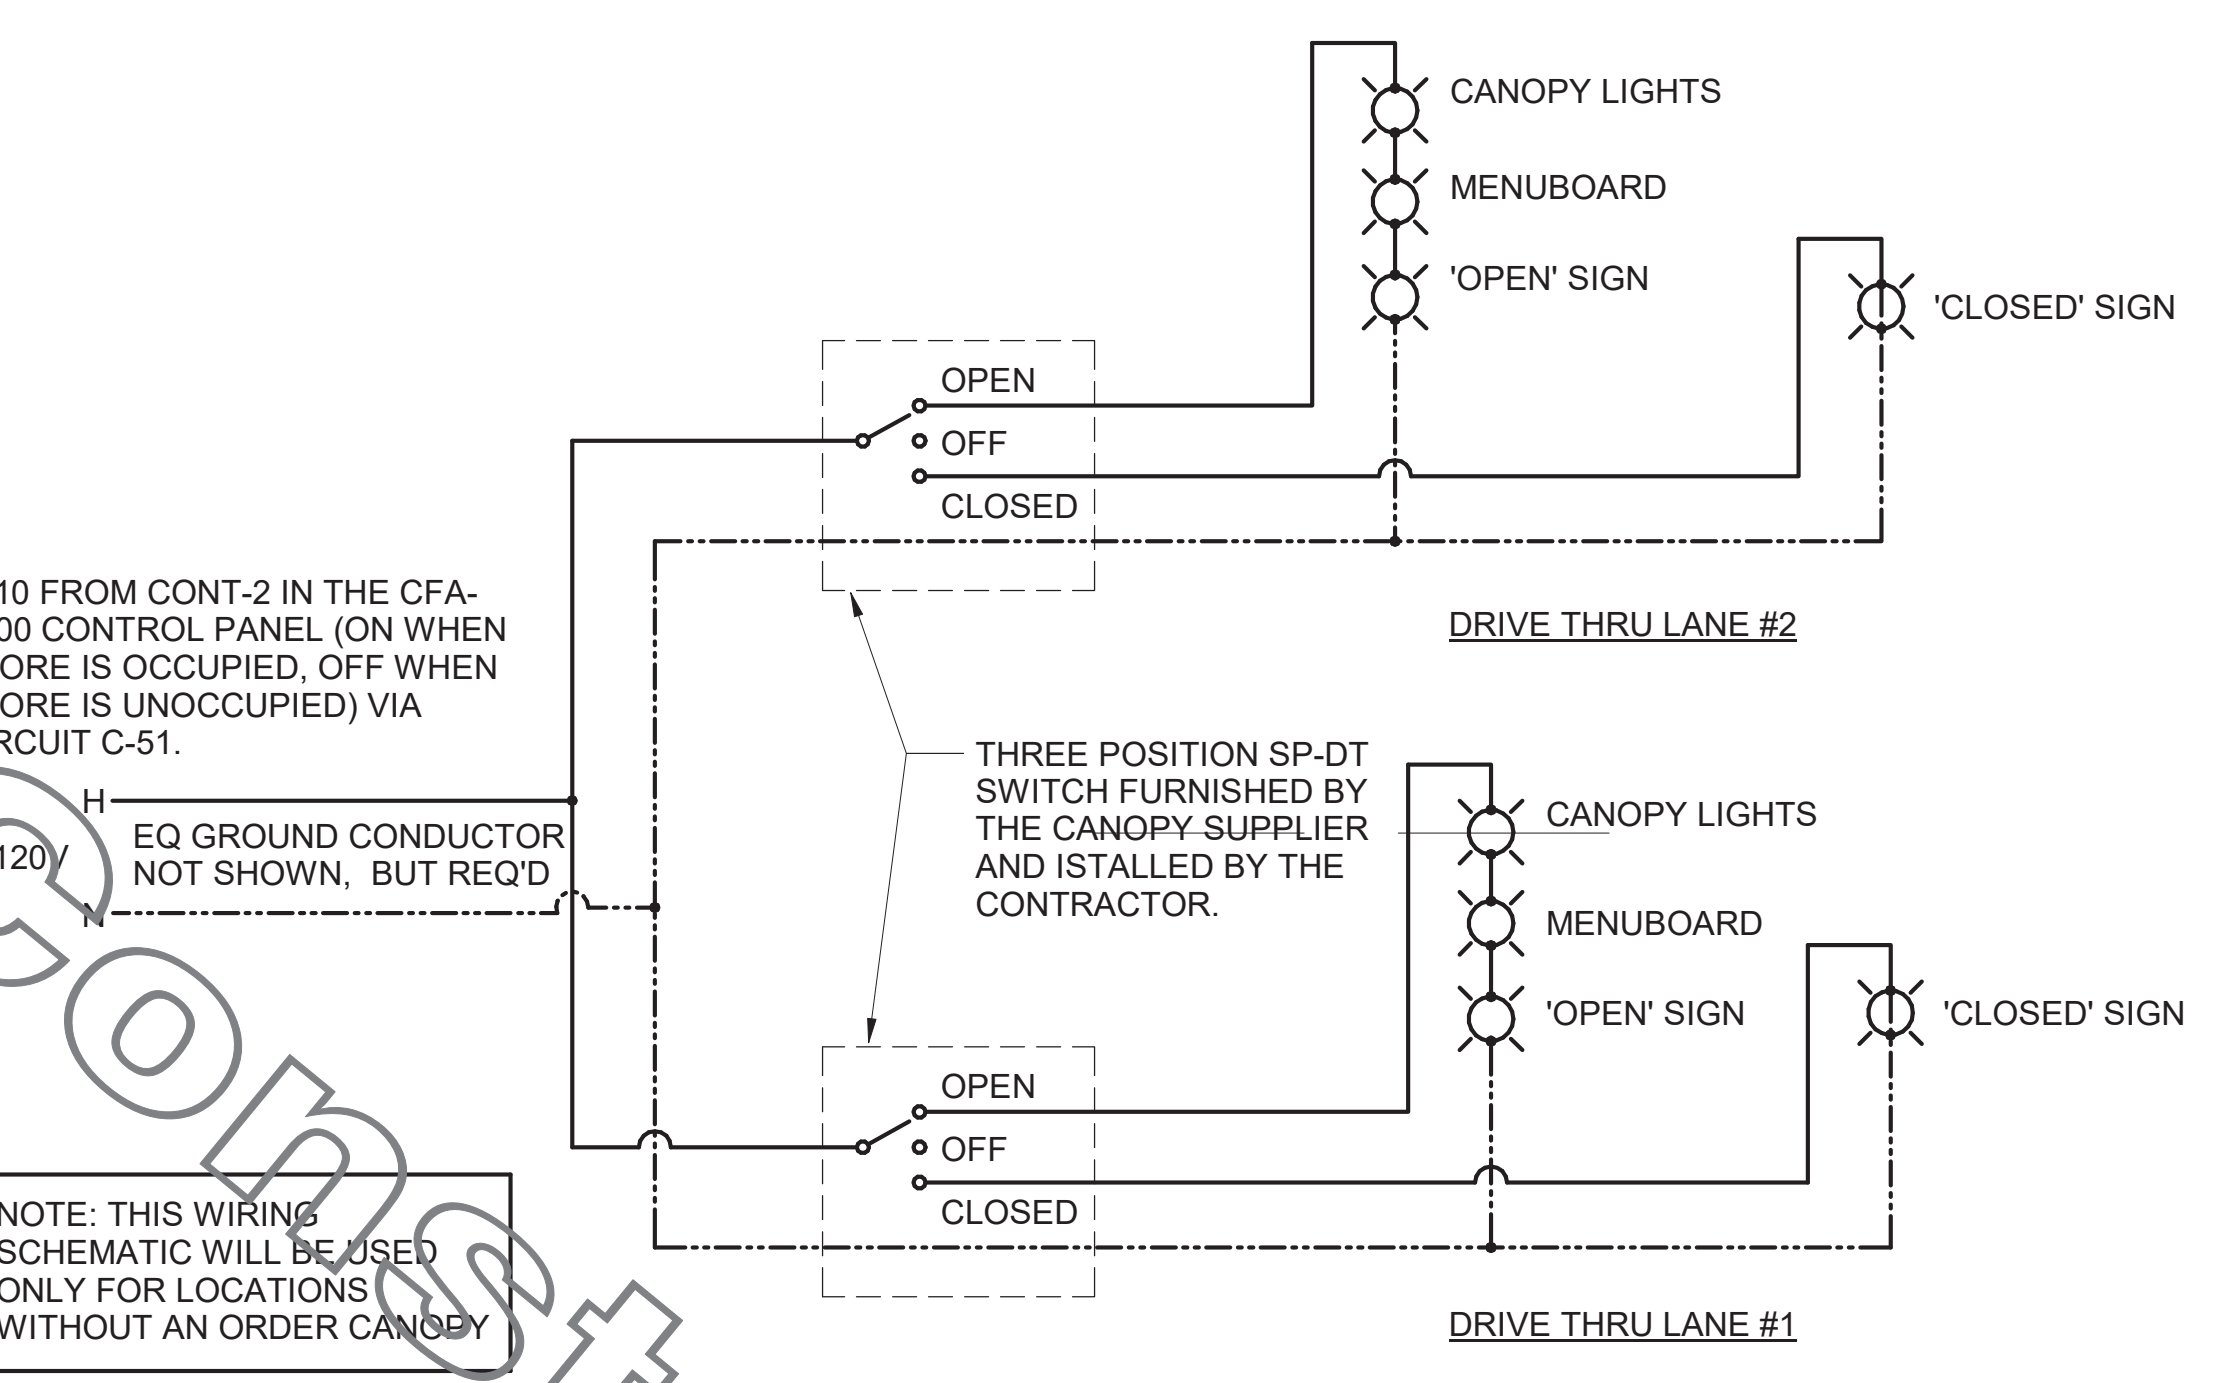 CANOPY LIGHTS
MENUBOARD
'OPEN' SIGN
'CLOSED' SIGN
OPEN
OFF
CLOSED
DRIVE THRU LANE #2
10 FROM CONT-2 IN THE CFA-
00 CONTROL PANEL (ON WHEN
ORE IS OCCUPIED, OFF WHEN
ORE IS UNOCCUPIED) VIA
RCUIT C-51.
H
EQ GROUND CONDUCTOR
NOT SHOWN, BUT REQ'D
120V
N
THREE POSITION SP-DT
SWITCH FURNISHED BY
THE CANOPY SUPPLIER
AND ISTALLED BY THE
CONTRACTOR.
CANOPY LIGHTS
MENUBOARD
'OPEN' SIGN
'CLOSED' SIGN
OPEN
OFF
CLOSED
DRIVE THRU LANE #1
NOTE: THIS WIRING
SCHEMATIC WILL BE USED
ONLY FOR LOCATIONS
WITHOUT AN ORDER CANOPY
Const